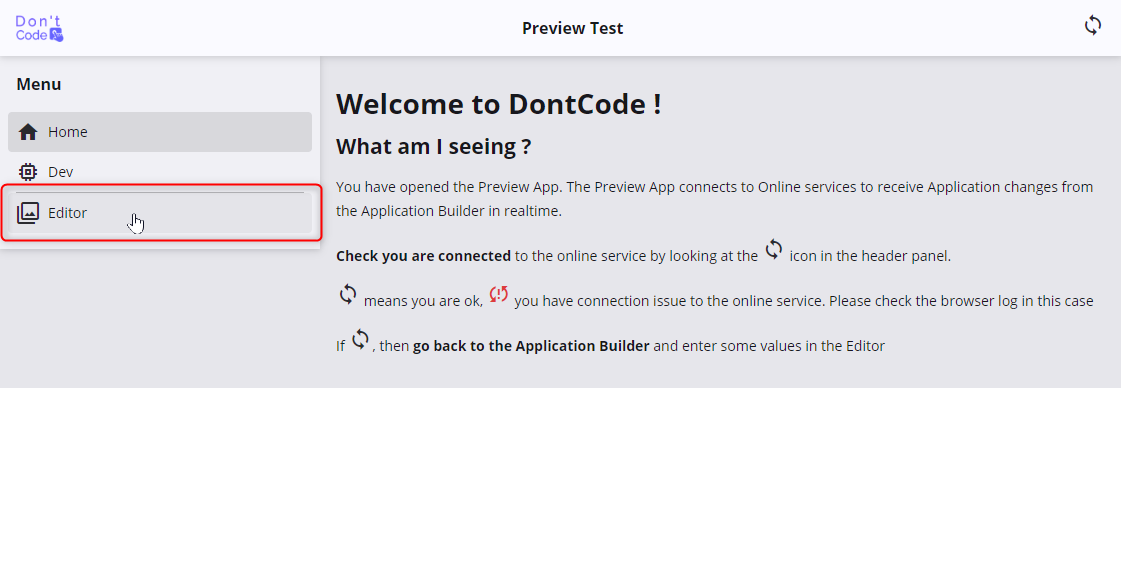 Don't
Code
Preview Test
Menu
Home
Dev
Editor
Welcome to DontCode !
What am I seeing ?
You have opened the Preview App. The Preview App connects to Online services to receive Application changes from
the Application Builder in realtime.
Check you are connected to the online service by looking at the icon in the header panel.
means you are ok, you have connection issue to the online service. Please check the browser log in this case
If , then go back to the Application Builder and enter some values in the Editor